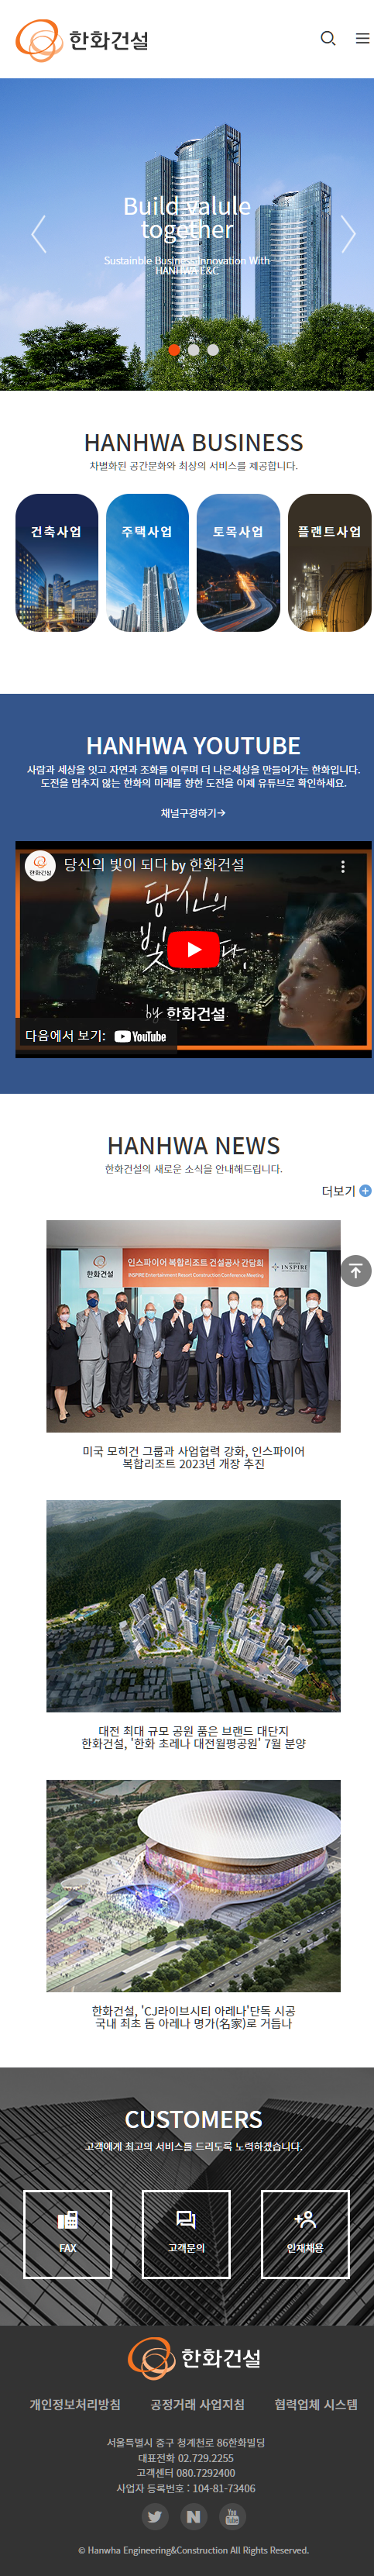 한화건설
Build valule
together
Sustainble Business Innovation With
HANHWA E&C
HANHWA BUSINESS
차별화된 공간문화와 최상의 서비스를 제공합니다.
건축사업
주택사업
토목사업
플랜트사업
HANHWA YOUTUBE
사람과 세상을 잇고 자연과 조화를 이루며 더 나은세상을 만들어가는 한화입니다.
도전을 멈추지 않는 한화의 미래를 향한 도전을 이제 유튜브로 확인하세요.
채널구경하기→
한화건설
당신의 빛이 되다 by 한화건설
당신의
빛이 되다.
by 한화건설
다음에서 보기: YouTube
HANHWA NEWS
한화건설의 새로운 소식을 안내해드립니다.
더보기
한화건설
인스파이어 복합리조트 건설공사 간담회
INSPIRE Entertainment Resort Construction Conference Meeting
INSPIRE
미국 모히건 그룹과 사업협력 강화, 인스파이어
복합리조트 2023년 개장 추진
대전 최대 규모 공원 품은 브랜드 대단지
한화건설, '한화 초레나 대전월평공원' 7월 분양
한화건설, 'CJ라이브시티 아레나'단독 시공
국내 최초 돔 아레나 명가(名家)로 거듭나
CUSTOMERS
고객에게 최고의 서비스를 드리도록 노력하겠습니다.
FAX
고객문의
인재채용
한화건설
개인정보처리방침
공정거래 사업지침
협력업체 시스템
서울특별시 중구 청계천로 86한화빌딩
대표전화 02.729.2255
고객센터 080.7292400
사업자 등록번호 : 104-81-73406
N
You
Tube
© Hanwha Engineering&Construction All Rights Reserved.